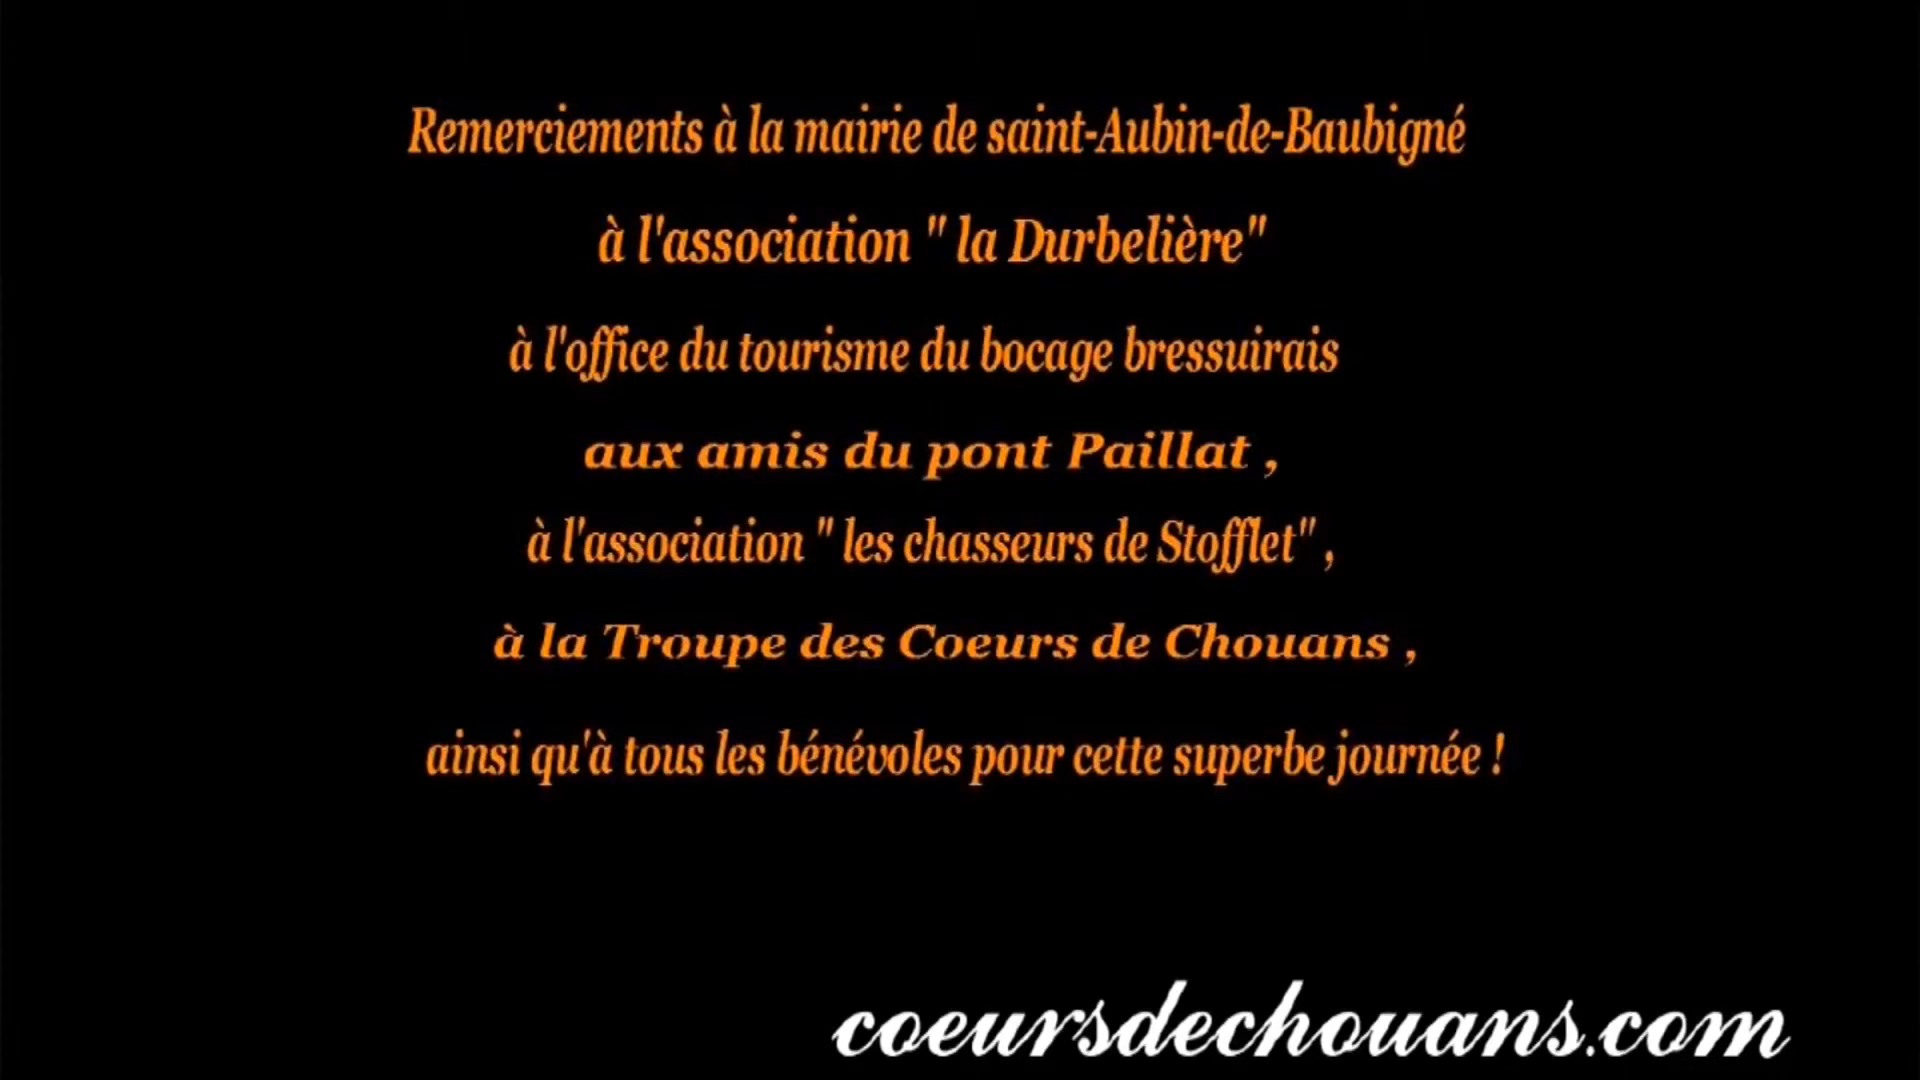 Remerciements à la mairie de saint-Aubin-de-Baubigné
à l'association " la Durbelière"
à l'office du tourisme du bocage bressuirais
aux amis du pont Paillat ,
à l'association " les chasseurs de Stofflet" ,
à la Troupe des Coeurs de Chouans ,
ainsi qu'à tous les bénévoles pour cette superbe journée !
coeursdechouans.com